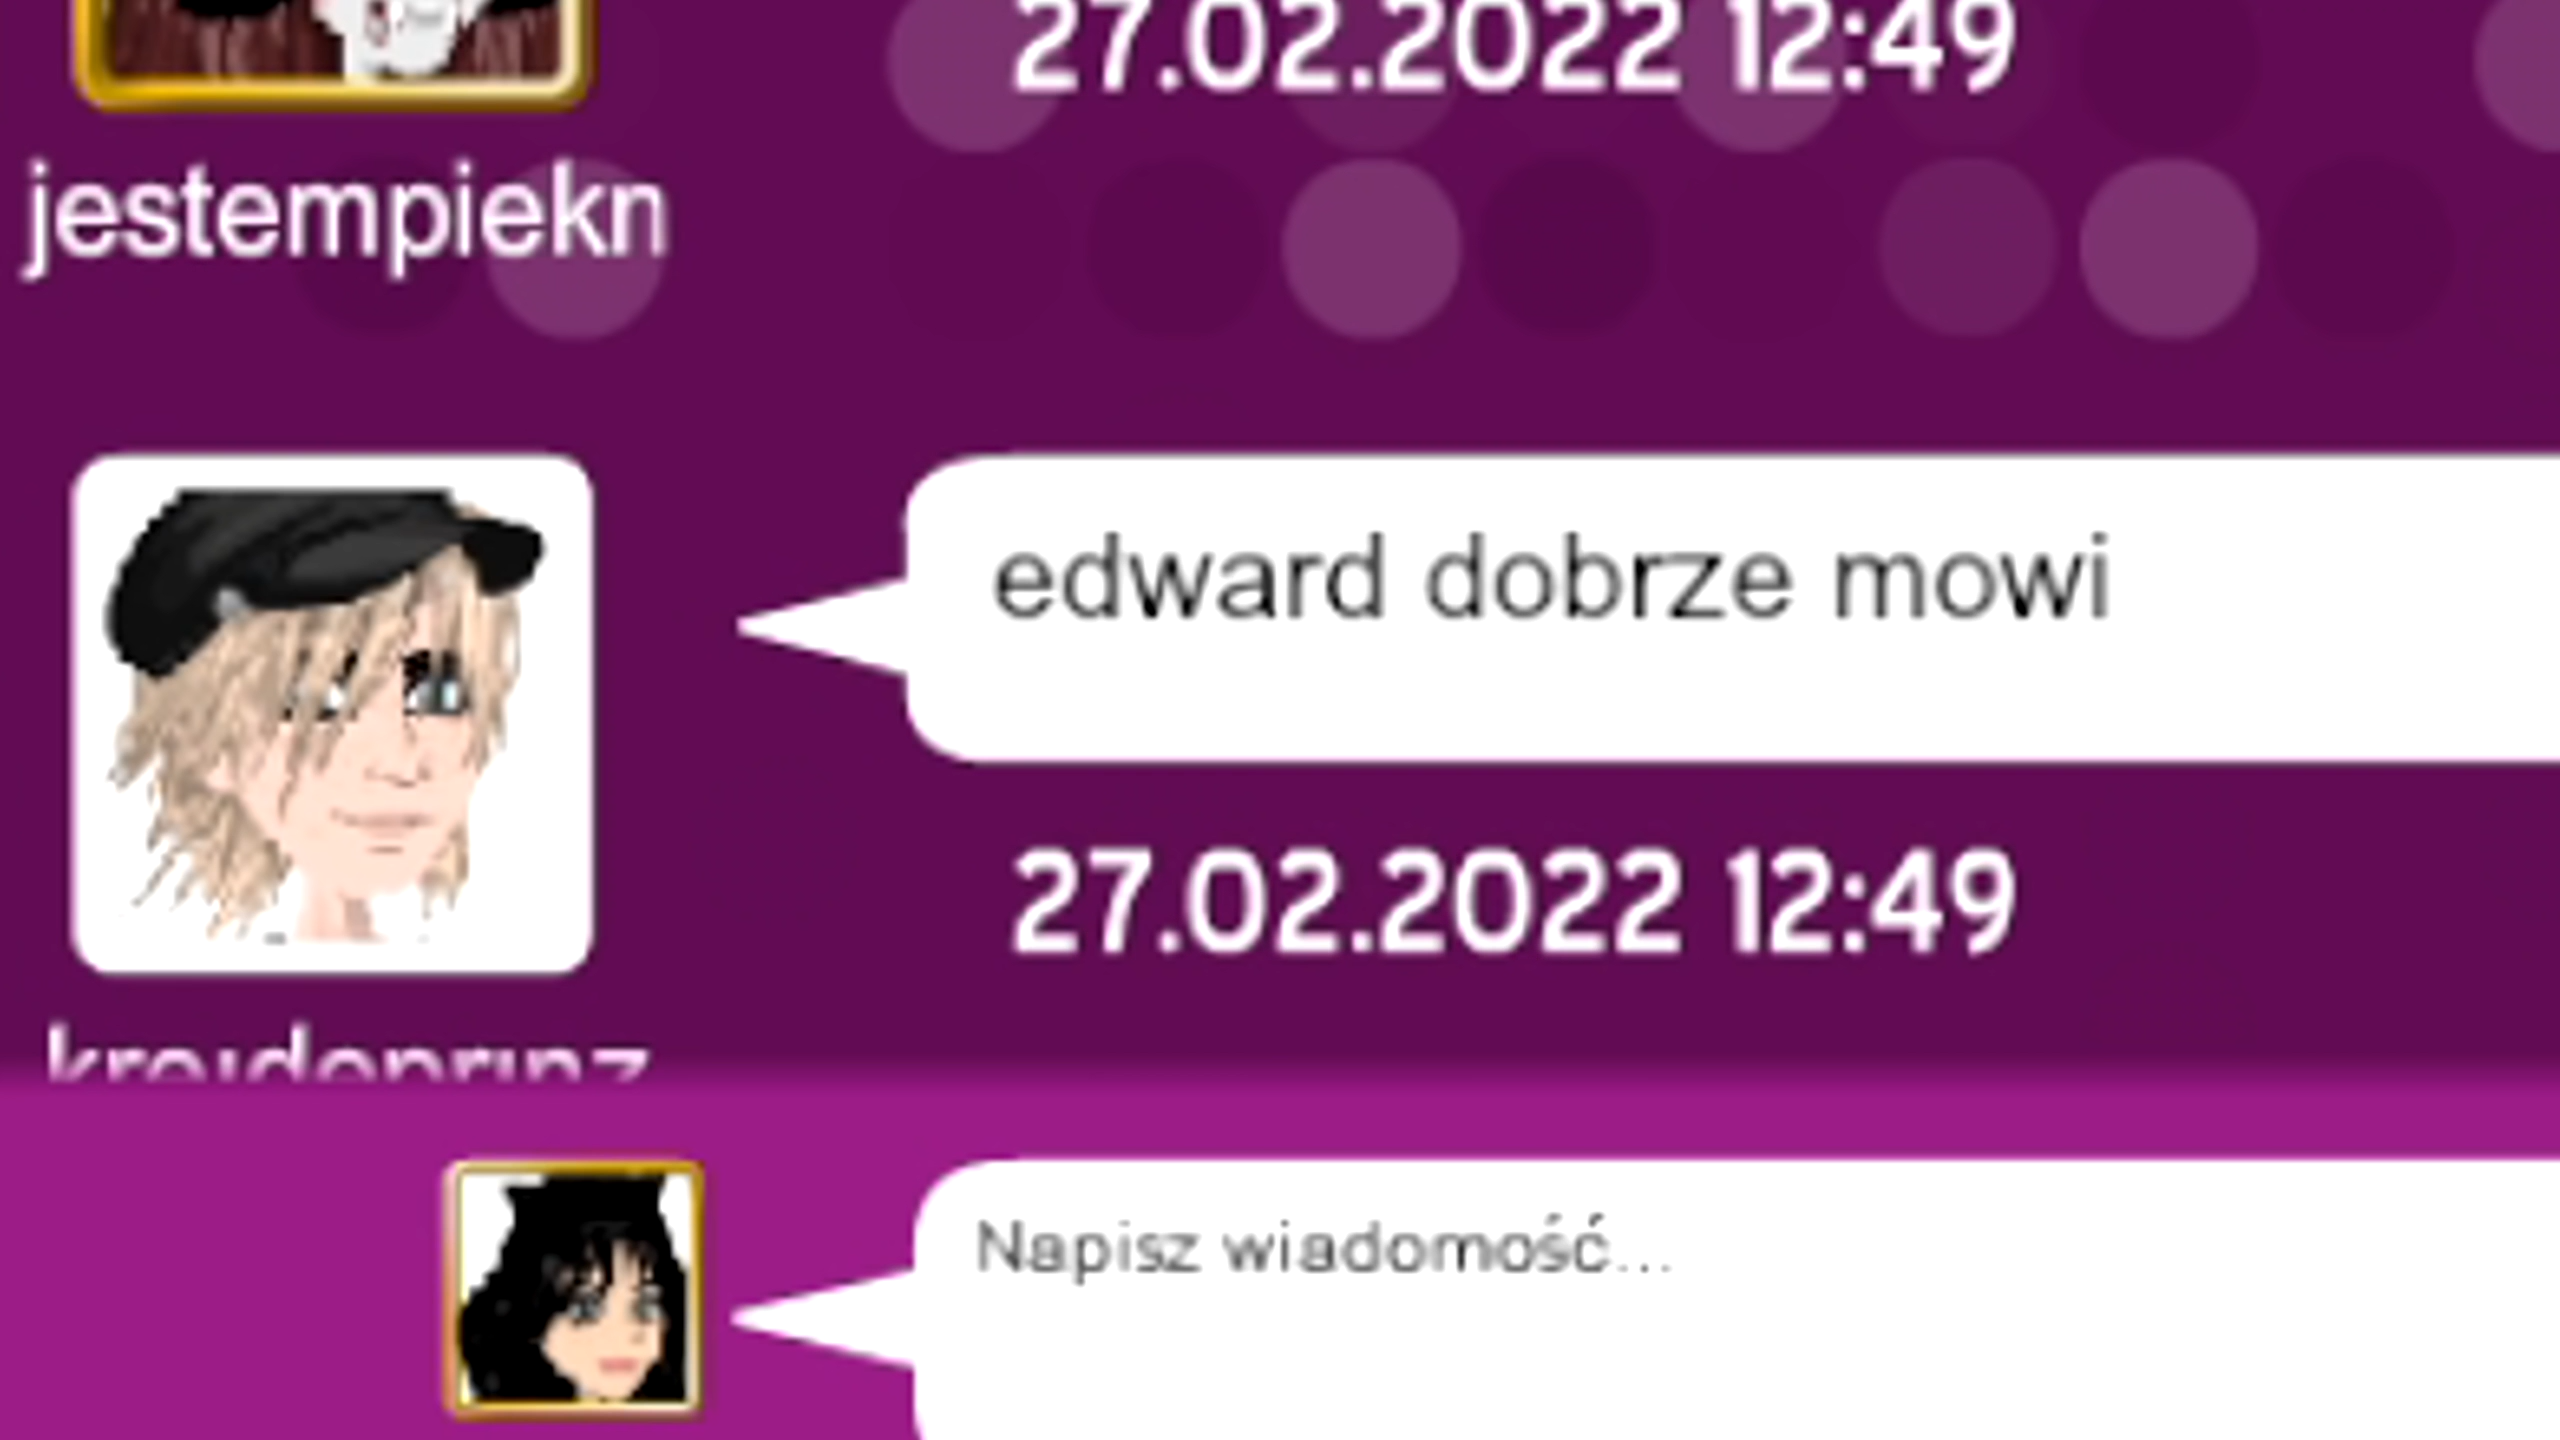 27.02.2022 12:49
jestempiekn
edward dobrze mowi
27.02.2022 12:49
Napisz wiadomość...